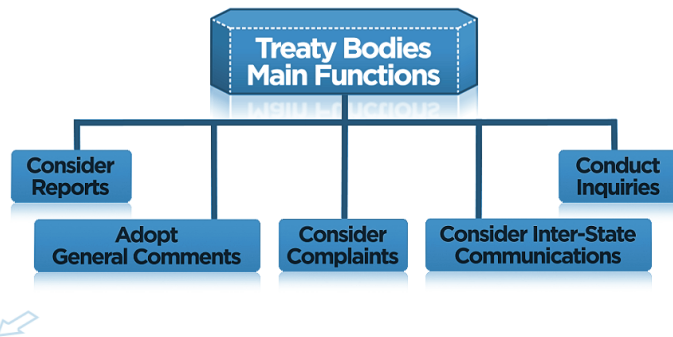 Treaty Bodies
Main Functions
Consider
Reports
Adopt
General Comments
Consider
Complaints
Consider Inter-State
Communications
Conduct
Inquiries